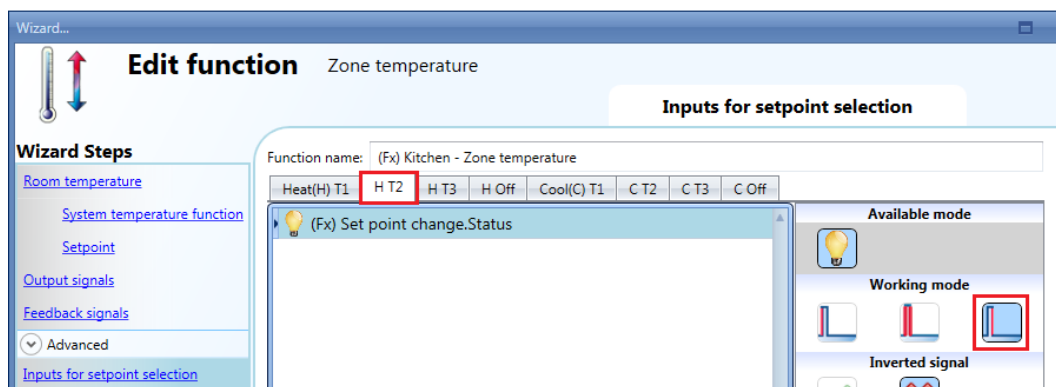 Wizard...
Edit function Zone temperature
Inputs for setpoint selection
Wizard Steps
Room temperature
System temperature function
Setpoint
Output signals
Feedback signals
Advanced
Inputs for setpoint selection
Function name: (Fx) Kitchen - Zone temperature
Heat(H) T1 H T2 H T3 H Off Cool(C) T1 C T2 C T3 C Off
(Fx) Set point change.Status
Available mode
Working mode
Inverted signal